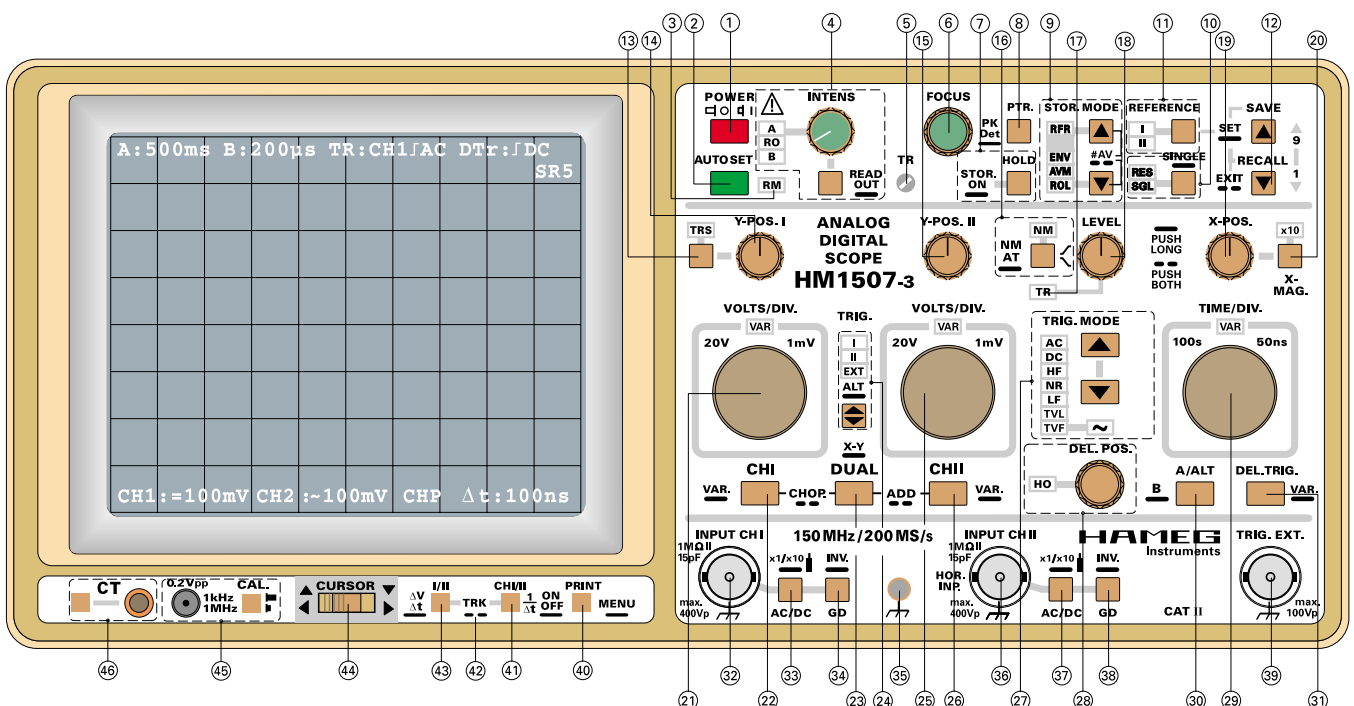 3 2 1 4 5 6 7 8 9 11 10 12
13 14 15 16 17 18 19 20
POWER
INTENS
FOCUS
PTR.
STOR. MODE
REFERENCE
SAVE
A
RO
B
PK
Det
RFR
ENV
AVM
ROL
#AV
I
II
SET
9
1
AUTO SET
RM
READ
OUT
TR
STOR.
ON
HOLD
SINGLE
RES
SGL
RECALL
EXIT
A:500ms B:200µs TR:CH1∫AC DTr:∫DC
SR5
TRS
Y-POS. I
ANALOG
DIGITAL
SCOPE
HM1507-3
Y-POS. II
NM
AT
NM
LEVEL
TR
PUSH
LONG
PUSH
BOTH
X-POS.
x10
X-
MAG.
VOLTS/DIV.
VAR
20V 1mV
TRIG.
I
II
EXT
ALT
VOLTS/DIV.
VAR
20V 1mV
TRIG. MODE
AC
DC
HF
NR
LF
TVL
TVF
~
TIME/DIV.
VAR
100s 50ns
X-Y
CHI
DUAL
CHII
VAR.
CHOP.
ADD
VAR.
DEL. POS.
HO
A/ALT
B
DEL.TRIG.
VAR.
CH1:=100mV CH2:~100mV CHP Δt:100ns
INPUT CHI
1MΩII
15pF
max.
400Vp
x1/x10
INV.
AC/DC
GD
150MHz/200MS/s
INPUT CHII
1MΩII
15pF
HOR.
INP.
max.
400Vp
x1/x10
INV.
AC/DC
GD
HAMEG
Instruments
CAT II
TRIG. EXT.
max.
100Vp
CT
0.2Vpp
1kHz
1MHz
CAL.
CURSOR
I/II
ΔV
Δt
TRK
CHI/II
1
Δt
ON
OFF
PRINT
MENU
46 45 44 43 42 41 40
32 33 34 35 36 37 38 39
21 22 23 24 25 26 27 28 30 29 31